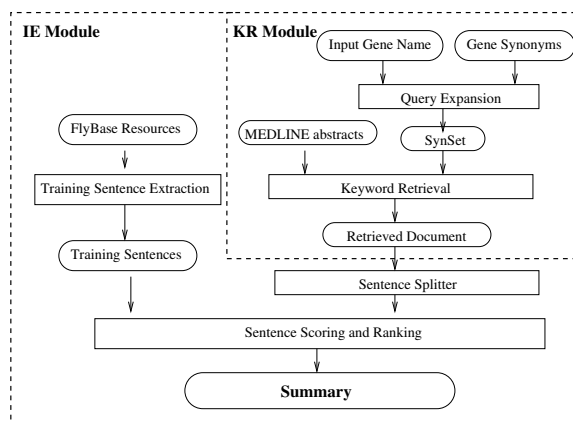 IE Module
KR Module
Input Gene Name
Gene Synonyms
Query Expansion
FlyBase Resources
MEDLINE abstracts
SynSet
Training Sentence Extraction
Keyword Retrieval
Retrieved Document
Training Sentences
Sentence Splitter
Sentence Scoring and Ranking
Summary